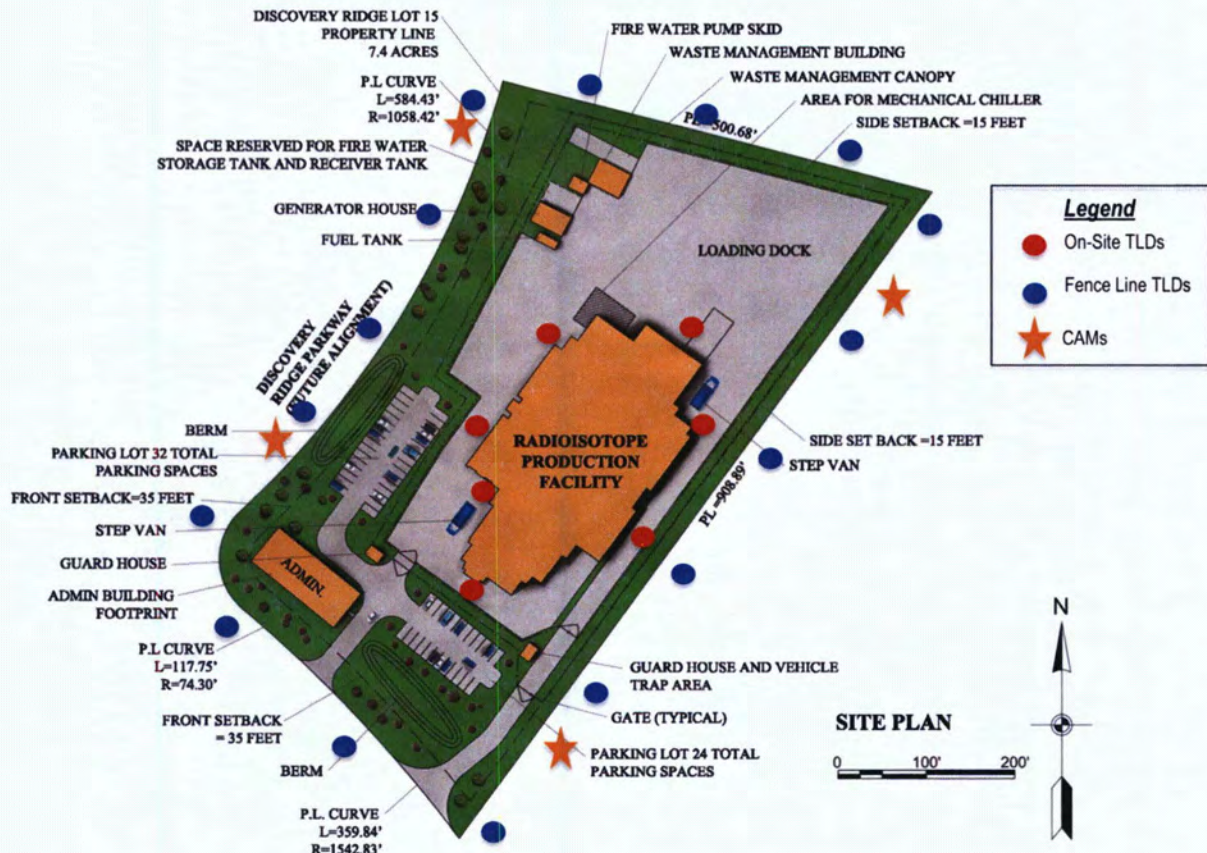 DISCOVERY RIDGE LOT 15
PROPERTY LINE
7.4 ACRES
P.L CURVE
L=584.43'
R=1058.42'
SPACE RESERVED FOR FIRE WATER
STORAGE TANK AND RECEIVER TANK
GENERATOR HOUSE
FUEL TANK
DISCOVERY
RIDGE PARKWAY
(FUTURE ALIGNMENT)
BERM
PARKING LOT 32 TOTAL
PARKING SPACES
FRONT SETBACK=35 FEET
STEP VAN
GUARD HOUSE
ADMIN BUILDING
FOOTPRINT
P.L CURVE
L=117.75'
R=74.30'
FRONT SETBACK
= 35 FEET
BERM
P.L. CURVE
L=359.84'
R=1542.83'
FIRE WATER PUMP SKID
WASTE MANAGEMENT BUILDING
WASTE MANAGEMENT CANOPY
AREA FOR MECHANICAL CHILLER
SIDE SETBACK =15 FEET
=500.68'
LOADING DOCK
RADIOISOTOPE
PRODUCTION
FACILITY
ADMIN.
SIDE SET BACK =15 FEET
STEP VAN
PL =908.89'
GUARD HOUSE AND VEHICLE
TRAP AREA
GATE (TYPICAL)
PARKING LOT 24 TOTAL
PARKING SPACES
Legend
On-Site TLDs
Fence Line TLDs
CAMs
N
SITE PLAN
0 100' 200'